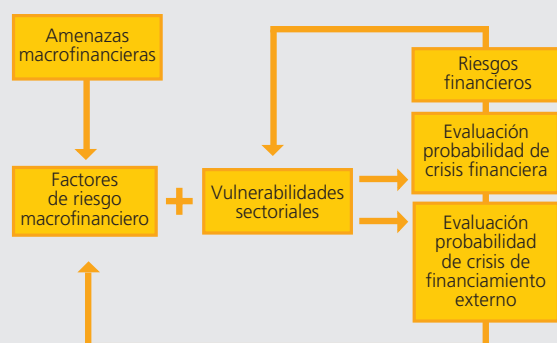 Amenazas
macrofinancieras
Factores
de riesgo
macrofinanciero
+
Vulnerabilidades
sectoriales
Riesgos
financieros
Evaluación
probabilidad de
crisis financiera
Evaluación
probabilidad
de crisis de
financiamiento
externo